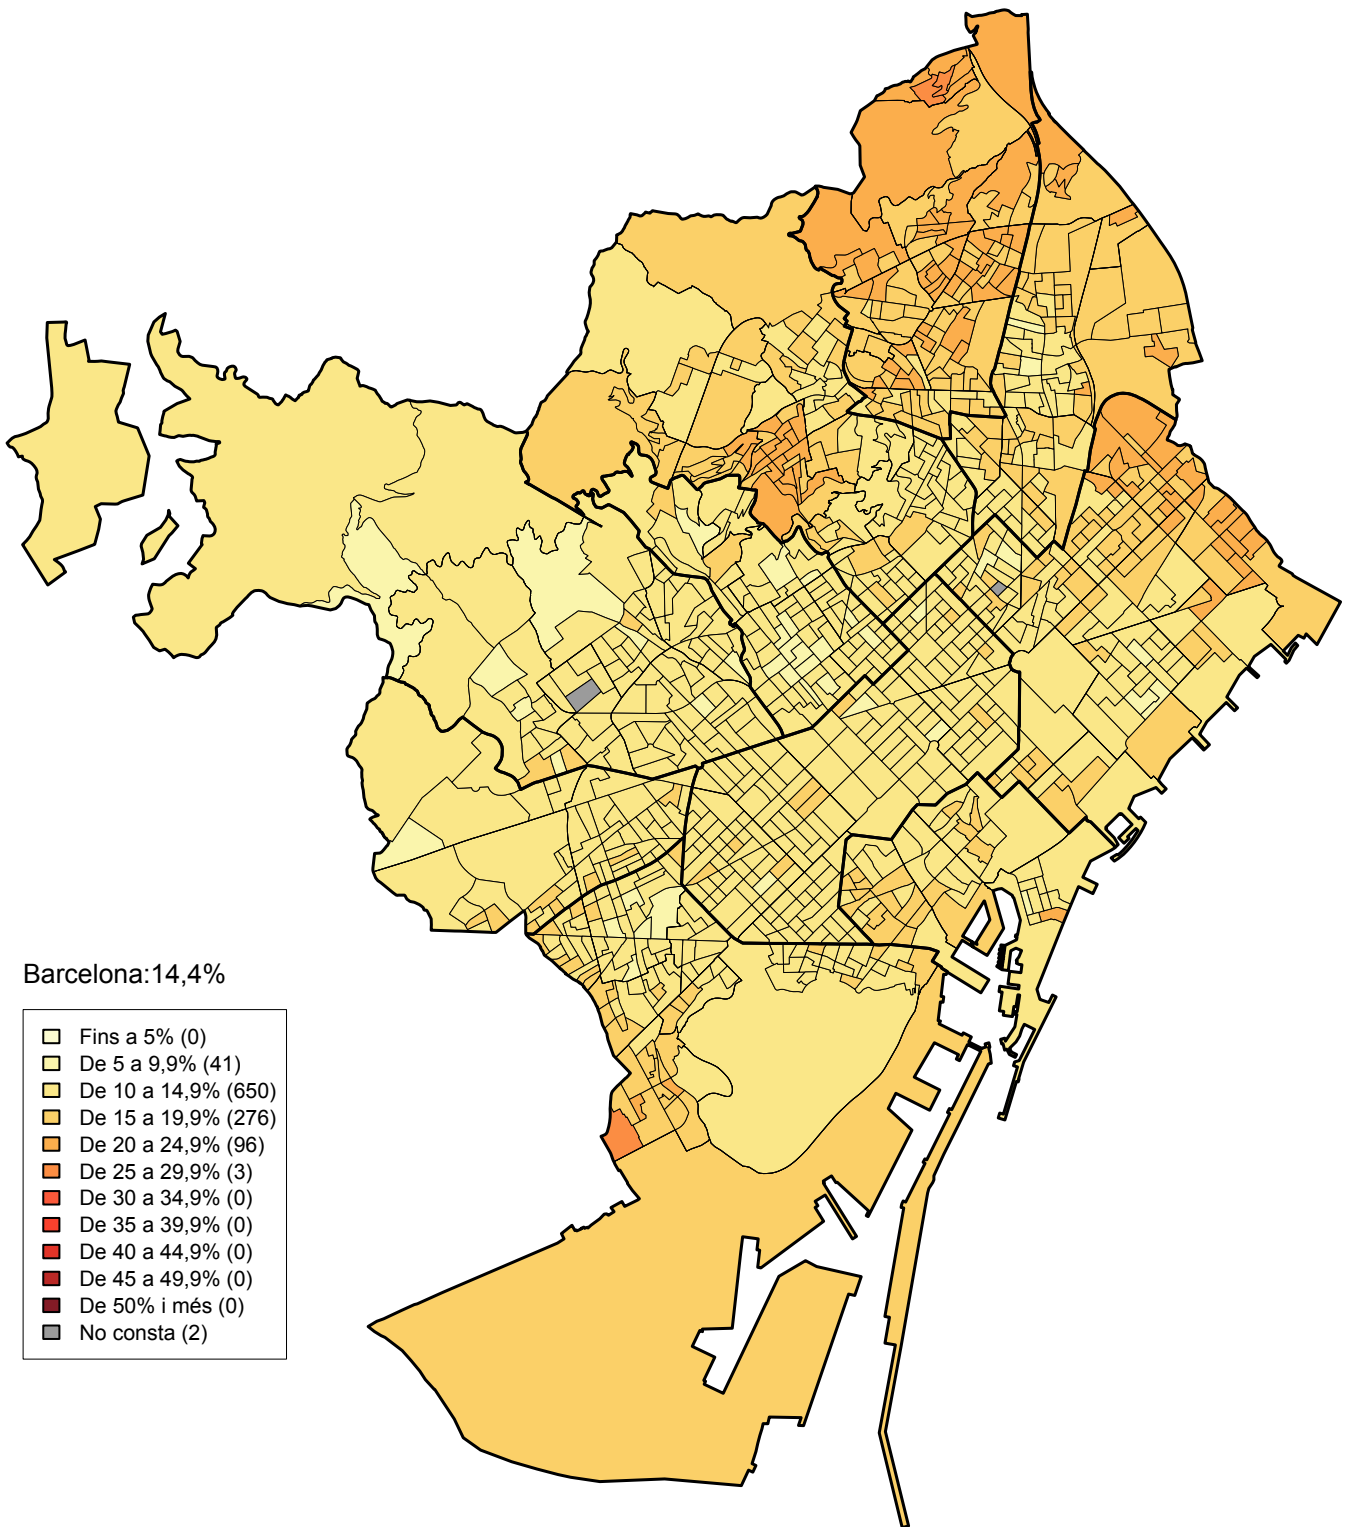 Barcelona:14,4%
Fins a 5% (0)
De 5 a 9,9% (41)
De 10 a 14,9% (650)
De 15 a 19,9% (276)
De 20 a 24,9% (96)
De 25 a 29,9% (3)
De 30 a 34,9% (0)
De 35 a 39,9% (0)
De 40 a 44,9% (0)
De 45 a 49,9% (0)
De 50% i més (0)
No consta (2)